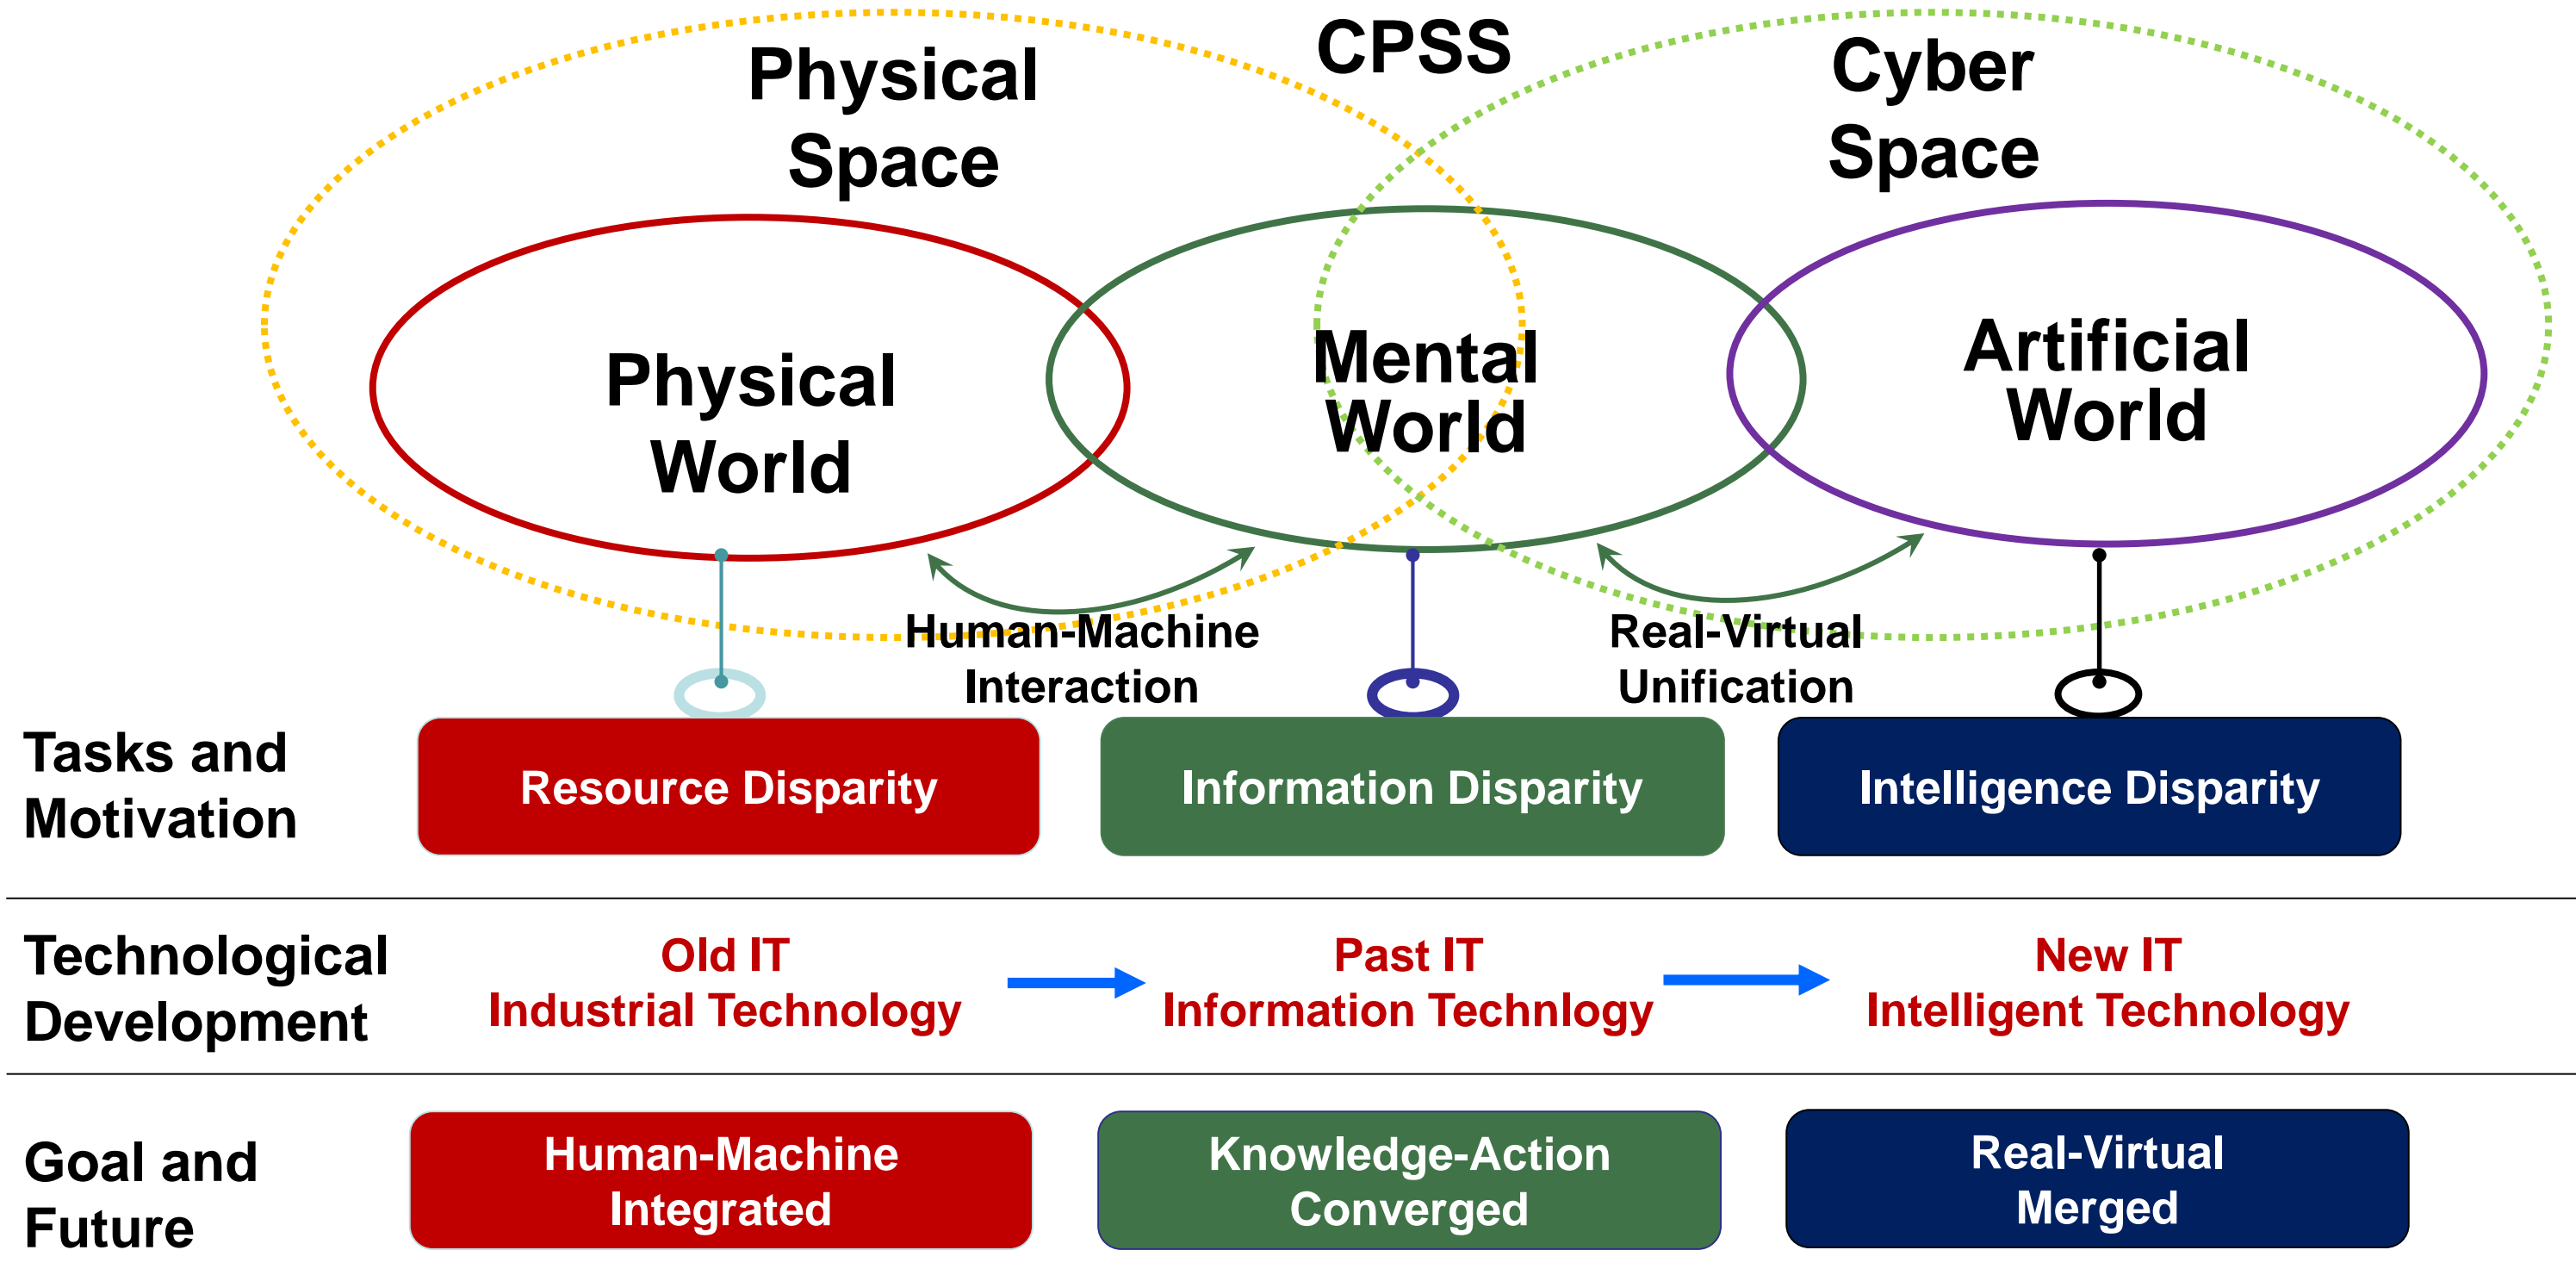 CPSS
Physical
Space
Cyber
Space
Physical
World
Mental
World
Artificial
World
Human-Machine
Interaction
Real-Virtual
Unification
Tasks and
Motivation
Resource Disparity
Information Disparity
Intelligence Disparity
Technological
Development
Old IT
Industrial Technology
Past IT
Information Technlogy
New IT
Intelligent Technology
Goal and
Future
Human-Machine
Integrated
Knowledge-Action
Converged
Real-Virtual
Merged